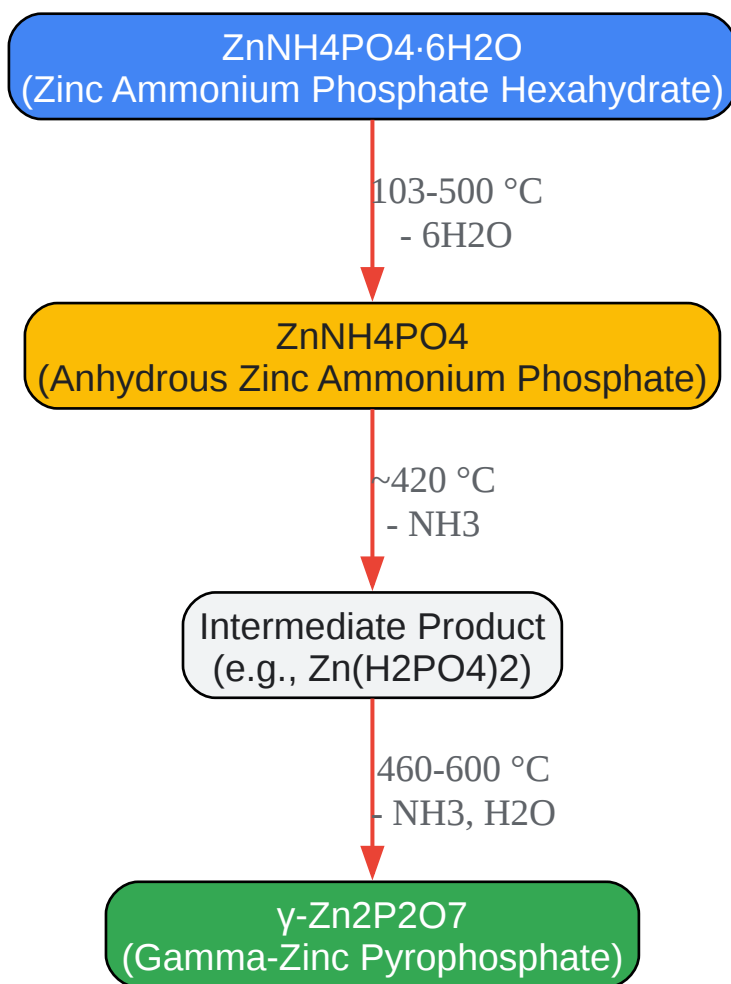 ZnNH4PO4·6H2O
(Zinc Ammonium Phosphate Hexahydrate)
103-500 °C
- 6H2O
ZnNH4PO4
(Anhydrous Zinc Ammonium Phosphate)
~420 °C
- NH3
Intermediate Product
(e.g., Zn(H2PO4)2)
460-600 °C
- NH3, H2O
γ-Zn2P2O7
(Gamma-Zinc Pyrophosphate)